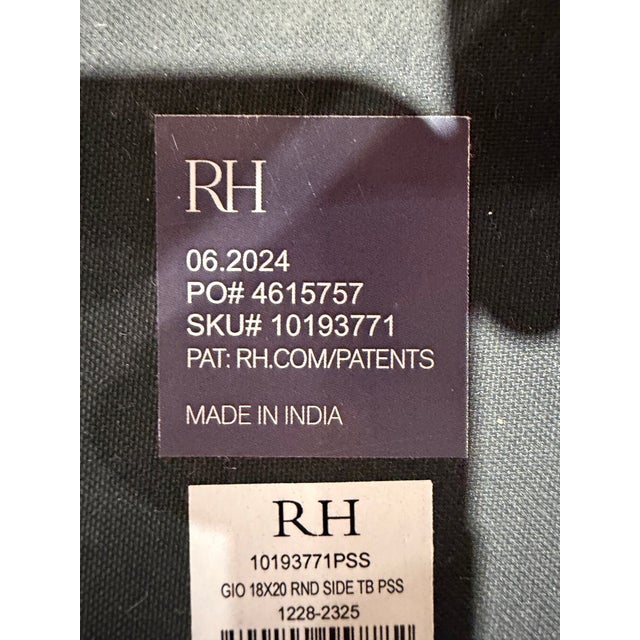 RH
06.2024
PO# 4615757
SKU# 10193771
PAT: RH.COM/PATENTS
MADE IN INDIA
RH
10193771PSS
GIO 18X20 RND SIDE TB PSS
1228-2325